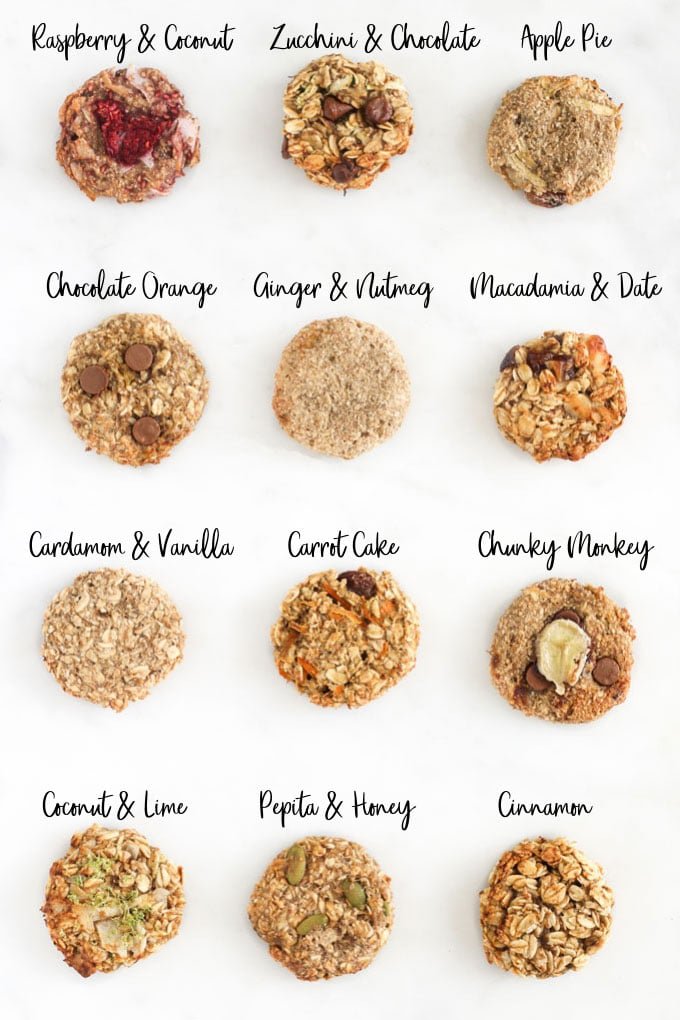 Raspberry & Coconut Zucchini & Chocolate Apple Pie
Chocolate Orange Ginger & Nutmeg Macadamia & Date
Cardamom & Vanilla Carrot Cake Chunky Monkey
Coconut & Lime Pepita & Honey Cinnamon